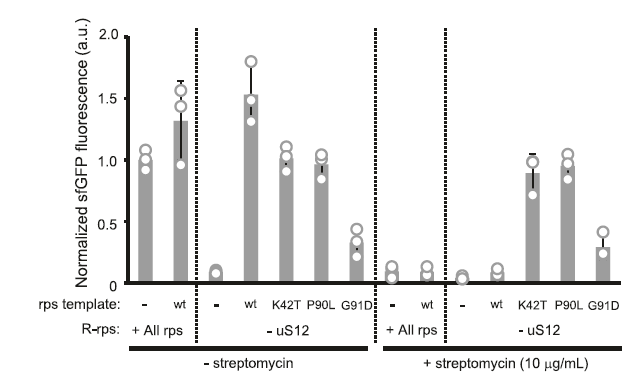 Normalized sfGFP fluorescence (a.u.)
2.0
1.5
1.0
0.5
0
rps template: - wt - wt K42T P90L G91D - wt - wt K42T P90L G91D
R-rps: + All rps - uS12 + All rps - uS12
- streptomycin + streptomycin (10 μg/mL)